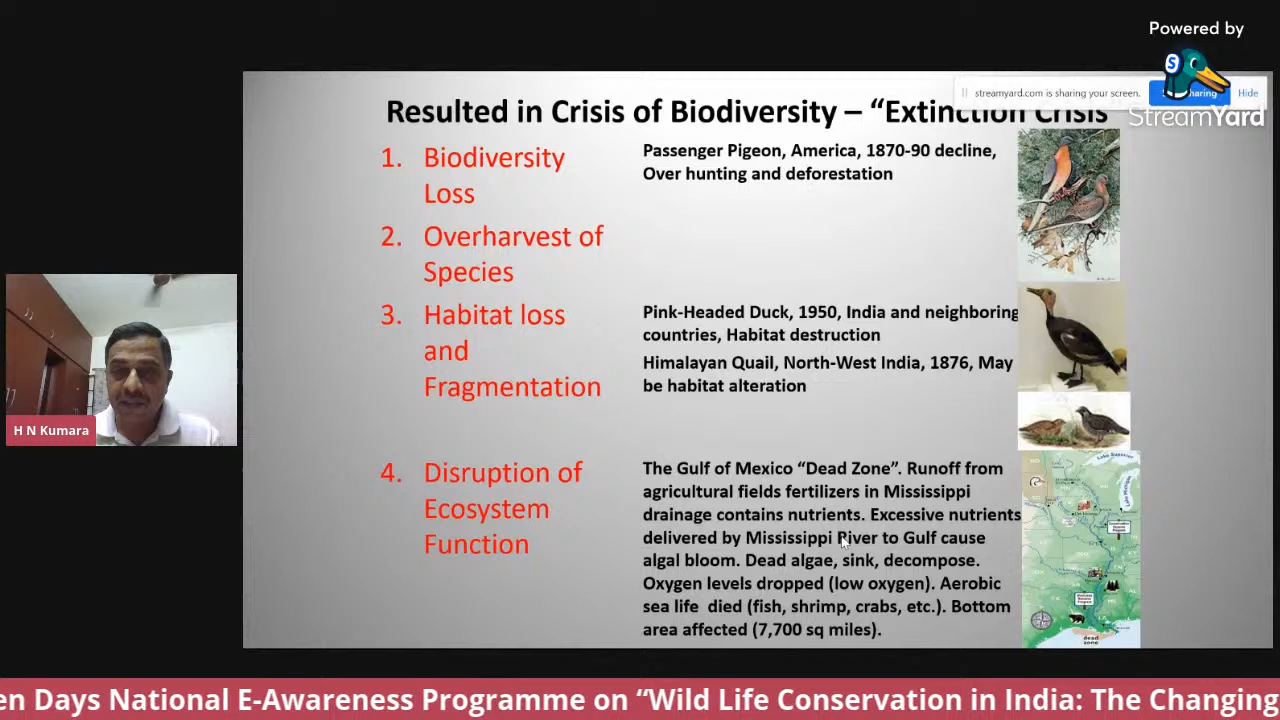 Powered by
StreamYard
streamyard.com is sharing your screen.
sharing
Hide
Resulted in Crisis of Biodiversity – “Extinction Crisis”
1. Biodiversity
Loss
Passenger Pigeon, America, 1870-90 decline,
Over hunting and deforestation
2. Overharvest of
Species
3. Habitat loss
and
Fragmentation
Pink-Headed Duck, 1950, India and neighboring
countries, Habitat destruction
Himalayan Quail, North-West India, 1876, May
be habitat alteration
4. Disruption of
Ecosystem
Function
The Gulf of Mexico “Dead Zone”. Runoff from
agricultural fields fertilizers in Mississippi
drainage contains nutrients. Excessive nutrients
delivered by Mississippi River to Gulf cause
algal bloom. Dead algae, sink, decompose.
Oxygen levels dropped (low oxygen). Aerobic
sea life died (fish, shrimp, crabs, etc.). Bottom
area affected (7,700 sq miles).
Lake Superior
dead
zone
H N Kumara
en Days National E-Awareness Programme on “Wild Life Conservation in India: The Changing